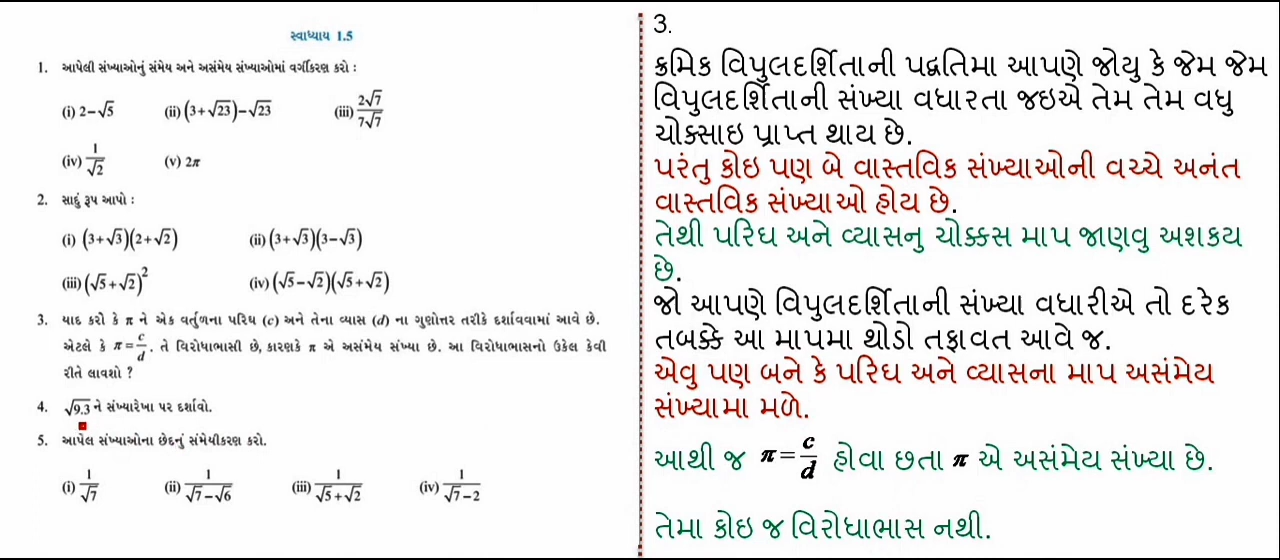 સ્વાધ્યાય 1.5
1. આપેલી સંખ્યાઓનું સંમેય અને અસંમેય સંખ્યાઓમાં વર્ગીકરણ કરો :
(i) 2−√5 (ii) (3+√23)−√23 (iii) 2√7/7√7
(iv) 1/√2 (v) 2π
2. સાદું રૂપ આપો :
(i) (3+√3)(2+√2) (ii) (3+√3)(3−√3)
(iii) (√5+√2)² (iv) (√5−√2)(√5+√2)
3. યાદ કરો કે π ને એક વર્તુળના પરિઘ (c) અને તેના વ્યાસ (d) ના ગુણોત્તર તરીકે દર્શાવવામાં આવે છે.
એટલે કે π=c/d. તે વિરોધાભાસી છે, કારણકે π એ અસંમેય સંખ્યા છે. આ વિરોધાભાસનો ઉકેલ કેવી
રીતે લાવશો ?
4. √9.3 ને સંખ્યારેખા પર દર્શાવો.
5. આપેલ સંખ્યાઓના છેદનું સંમેયીકરણ કરો.
(i) 1/√7 (ii) 1/√7−√6 (iii) 1/√5+√2 (iv) 1/√7−2
3.
ક્રમિક વિપુલદર્શિતાની પદ્વતિમા આપણે જોયુ કે જેમ જેમ
વિપુલદર્શિતાની સંખ્યા વધારતા જઇએ તેમ તેમ વધુ
ચોક્સાઇ પ્રાપ્ત થાય છે.
પરંતુ કોઇ પણ બે વાસ્તવિક સંખ્યાઓની વચ્ચે અનંત
વાસ્તવિક સંખ્યાઓ હોય છે.
તેથી પરિઘ અને વ્યાસનુ ચોક્કસ માપ જાણવુ અશકય
છે.
જો આપણે વિપુલદર્શિતાની સંખ્યા વધારીએ તો દરેક
તબક્કે આ માપમા થોડો તફાવત આવે જ.
એવુ પણ બને કે પરિઘ અને વ્યાસના માપ અસંમેય
સંખ્યામા મળે.
આથી જ π=c/d હોવા છતા π એ અસંમેય સંખ્યા છે.
તેમા કોઇ જ વિરોધાભાસ નથી.